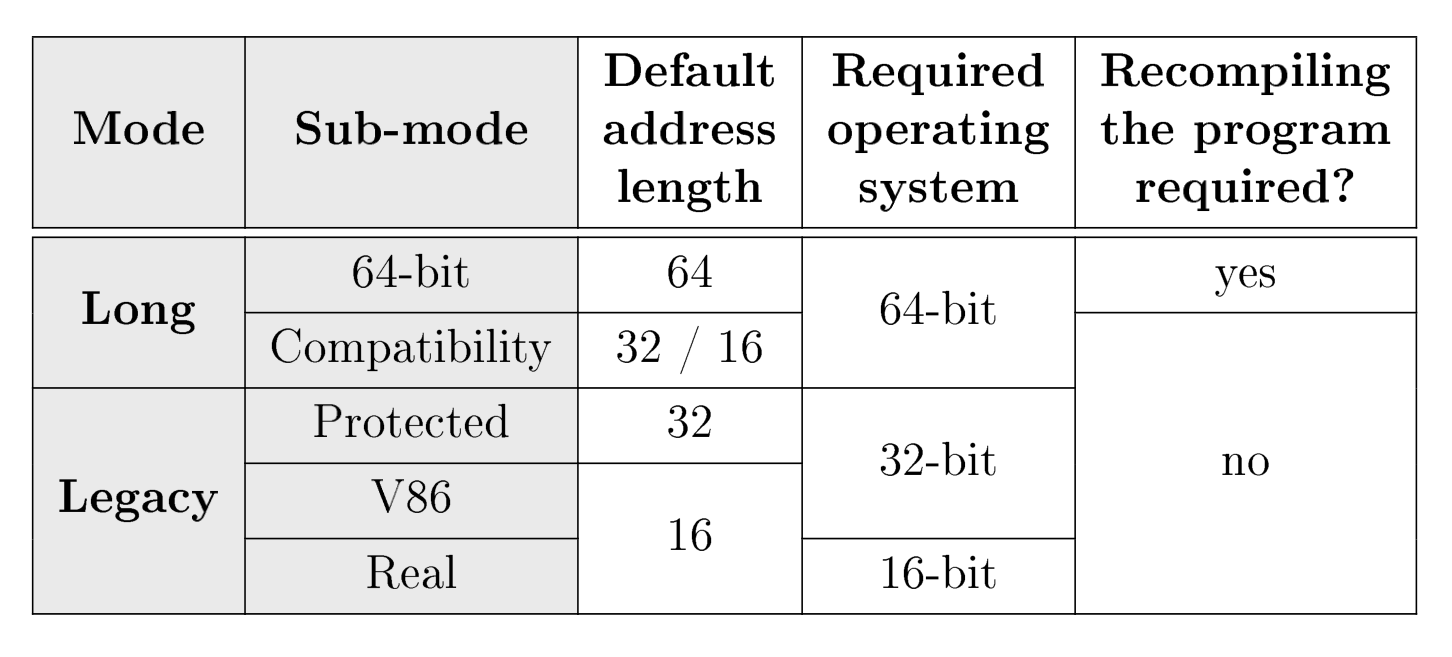 Mode Sub-mode Default address length Required operating system Recompiling the program required?
Long 64-bit 64 64-bit yes
Compatibility 32 / 16 no
Legacy Protected 32 32-bit
V86 16
Real 16-bit